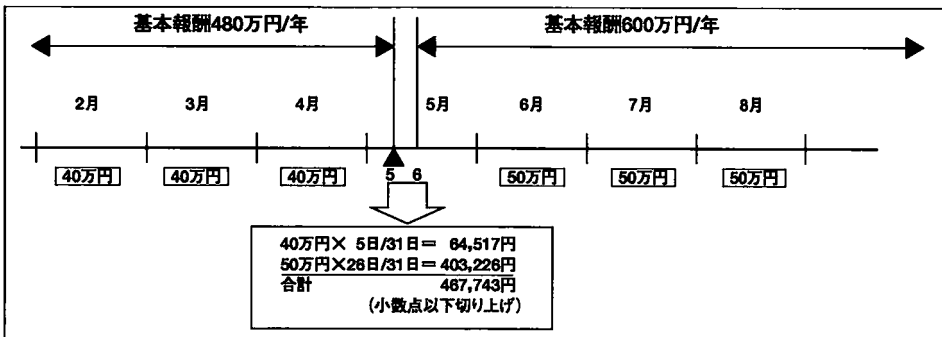 基本報酬480万円/年
基本報酬600万円/年
2月 3月 4月 5月 6月 7月 8月
40万円 40万円 40万円 5 6 50万円 50万円 50万円
40万円× 5日/31日＝ 64,517円
50万円×26日/31日＝403,226円
合計 467,743円
(小数点以下切り上げ)